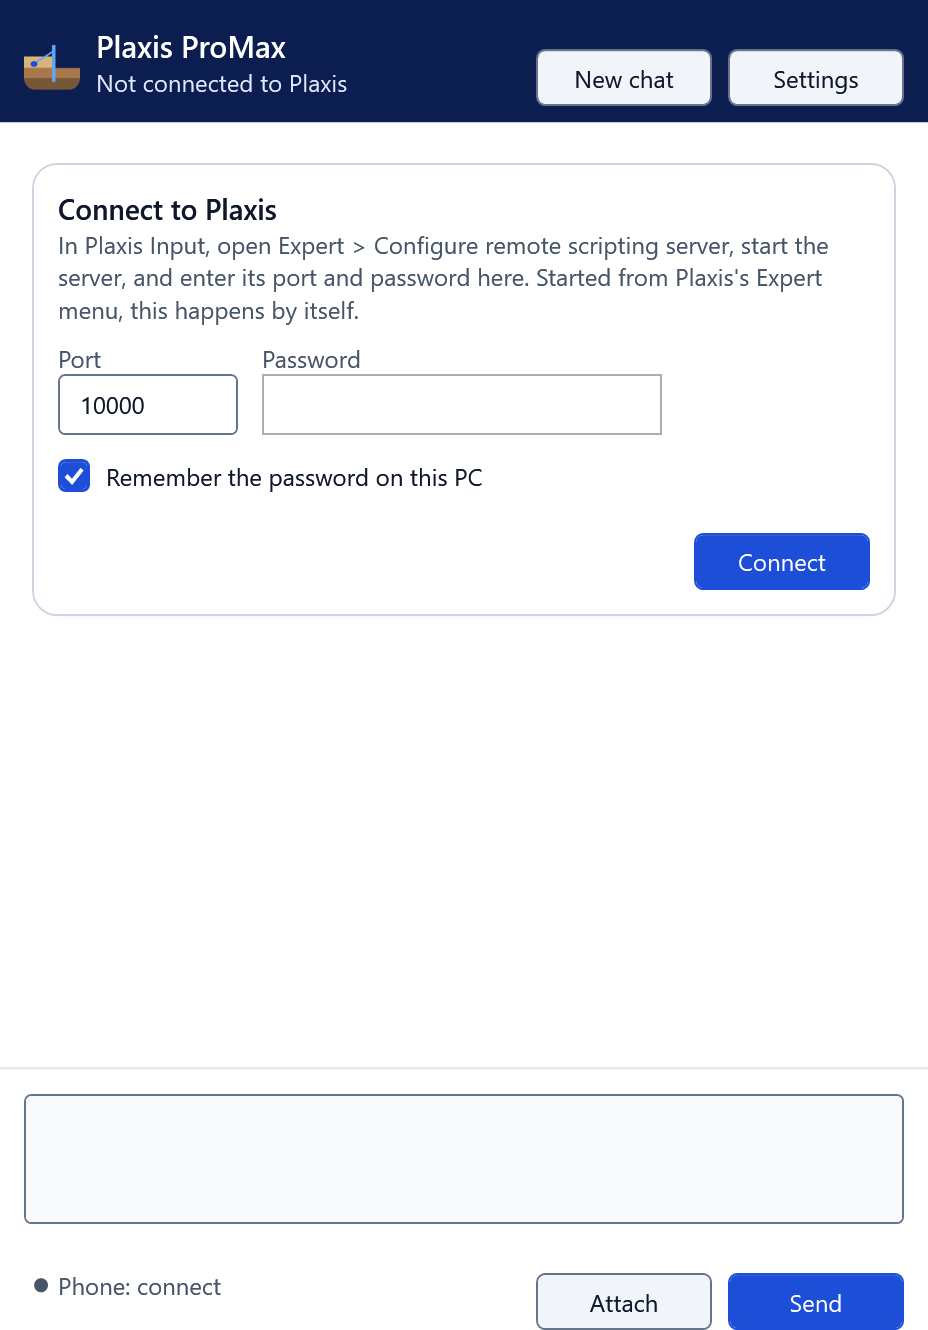 Plaxis ProMax
Not connected to Plaxis
New chat
Settings
Connect to Plaxis
In Plaxis Input, open Expert > Configure remote scripting server, start the
server, and enter its port and password here. Started from Plaxis's Expert
menu, this happens by itself.
Port
Password
10000
Remember the password on this PC
Connect
Phone: connect
Attach
Send